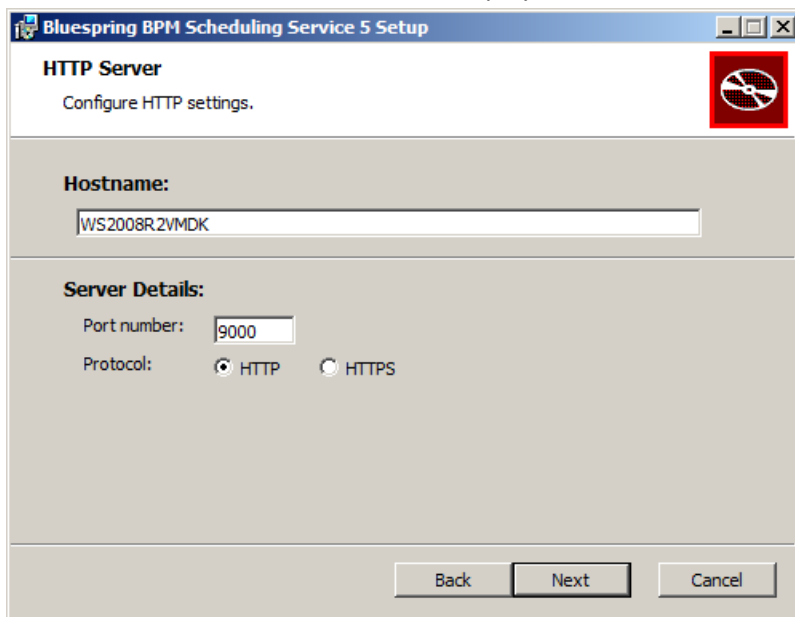 Bluespring BPM Scheduling Service 5 Setup
HTTP Server
Configure HTTP settings.
Hostname:
WS2008R2VMDK
Server Details:
Port number: 9000
Protocol: HTTP HTTPS
Back Next Cancel